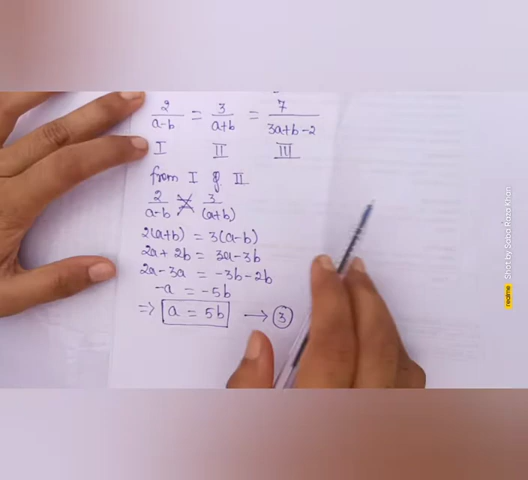 2/(a-b) = 3/(a+b) = 7/(3a+b-2)
I II III
from I & II
2/(a-b) = 3/(a+b)
2(a+b) = 3(a-b)
2a + 2b = 3a - 3b
2a - 3a = -3b - 2b
-a = -5b
⇒ a = 5b → ③
realme Shot by Saba Raza Khan